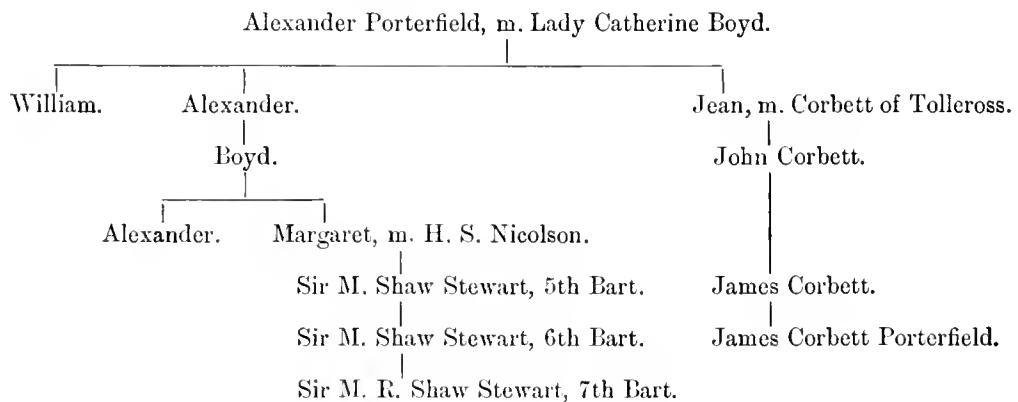 Alexander Porterfield, m. Lady Catherine Boyd.
William. Alexander. Jean, m. Corbett of Tolleross.
Boyd. John Corbett.
Alexander. Margaret, m. H. S. Nicolson.
Sir M. Shaw Stewart, 5th Bart. James Corbett.
Sir M. Shaw Stewart, 6th Bart. James Corbett Porterfield.
Sir M. R. Shaw Stewart, 7th Bart.